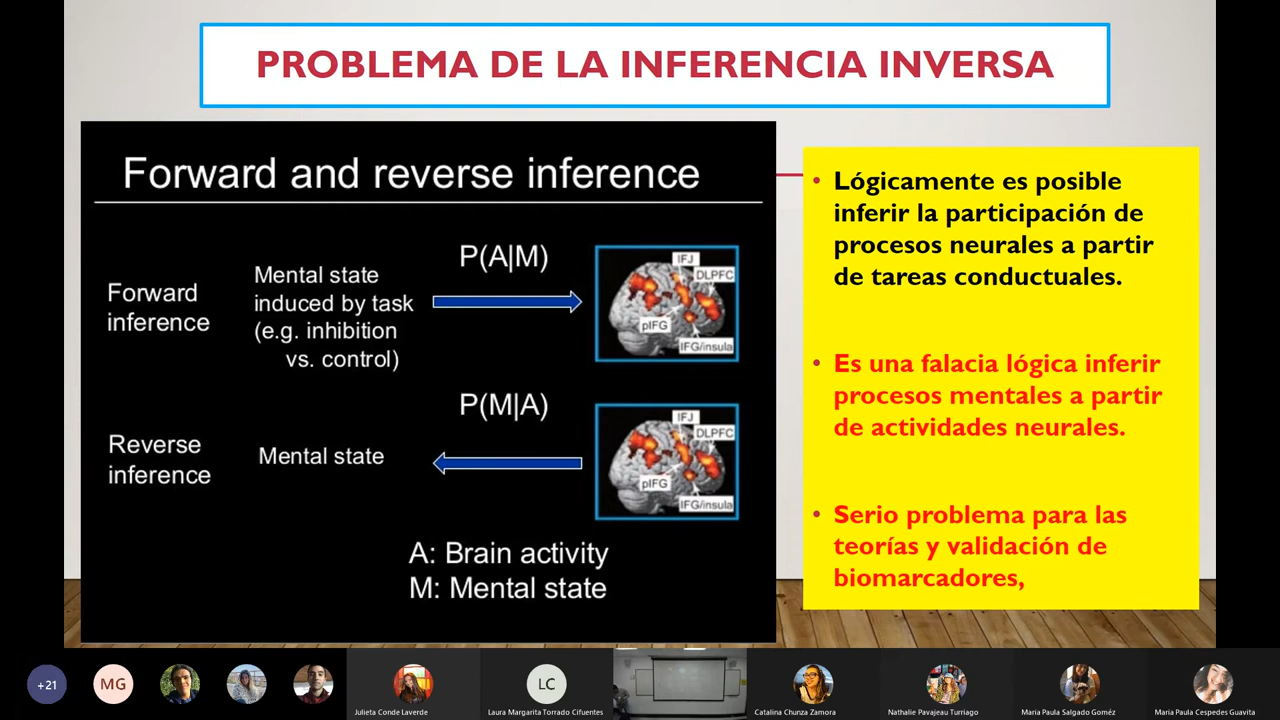 PROBLEMA DE LA INFERENCIA INVERSA
Forward and reverse inference
Forward
inference
Mental state
induced by task
(e.g. inhibition
vs. control)
P(A|M)
IFJ
DLPFC
pIFG
IFG/insula
Reverse
inference
Mental state
P(M|A)
IFJ
DLPFC
pIFG
IFG/insula
A: Brain activity
M: Mental state
• Lógicamente es posible
inferir la participación de
procesos neurales a partir
de tareas conductuales.
• Es una falacia lógica inferir
procesos mentales a partir
de actividades neurales.
• Serio problema para las
teorías y validación de
biomarcadores,
+21
MG
Julieta Conde Laverde
LC
Laura Margarita Torrado Cifuentes
Catalina Chunza Zamora
Nathalie Pavajeau Turriago
Maria Paula Salgado Goméz
Maria Paula Cespedes Guavita